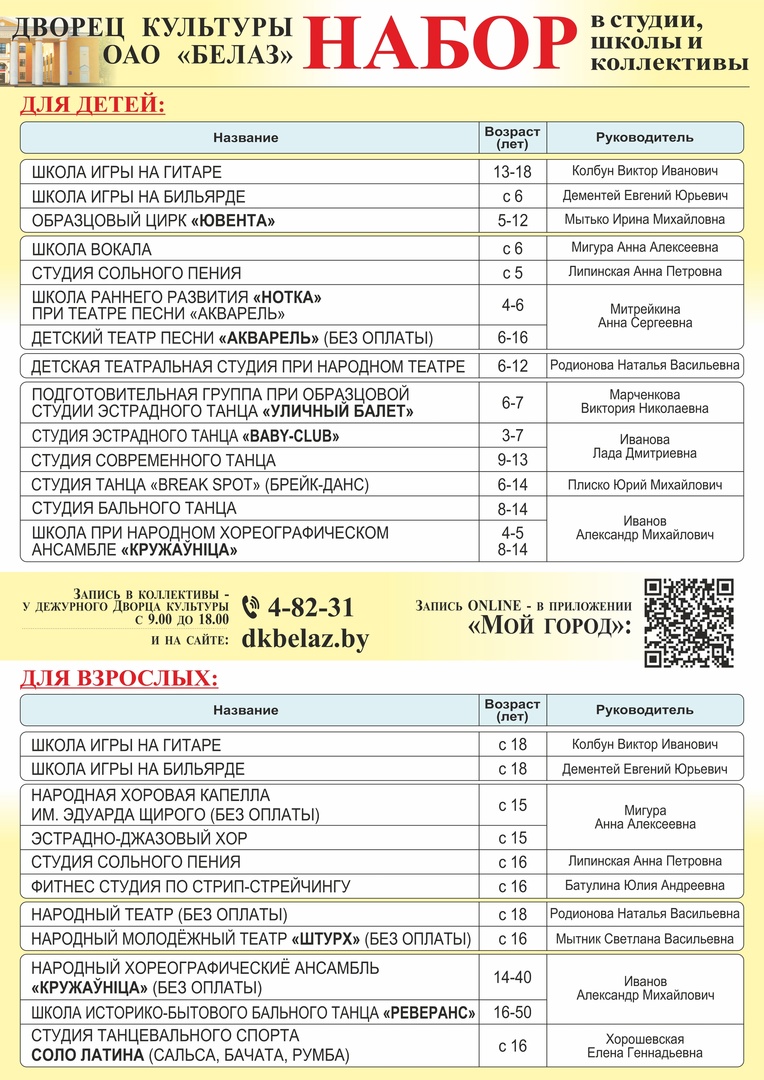 ДВОРЕЦ КУЛЬТУРЫ
ОАО «БЕЛАЗ»
НАБОР
в студии,
школы и
коллективы
ДЛЯ ДЕТЕЙ:
Название Возраст (лет) Руководитель
ШКОЛА ИГРЫ НА ГИТАРЕ 13-18 Колбун Виктор Иванович
ШКОЛА ИГРЫ НА БИЛЬЯРДЕ с 6 Дементей Евгений Юрьевич
ОБРАЗЦОВЫЙ ЦИРК «ЮВЕНТА» 5-12 Мытько Ирина Михайловна
ШКОЛА ВОКАЛА с 6 Мигура Анна Алексеевна
СТУДИЯ СОЛЬНОГО ПЕНИЯ с 5 Липинская Анна Петровна
ШКОЛА РАННЕГО РАЗВИТИЯ «НОТКА»
ПРИ ТЕАТРЕ ПЕСНИ «АКВАРЕЛЬ» 4-6
Митрейкина
Анна Сергеевна
ДЕТСКИЙ ТЕАТР ПЕСНИ «АКВАРЕЛЬ» (БЕЗ ОПЛАТЫ) 6-16
ДЕТСКАЯ ТЕАТРАЛЬНАЯ СТУДИЯ ПРИ НАРОДНОМ ТЕАТРЕ 6-12 Родионова Наталья Васильевна
ПОДГОТОВИТЕЛЬНАЯ ГРУППА ПРИ ОБРАЗЦОВОЙ
СТУДИИ ЭСТРАДНОГО ТАНЦА «УЛИЧНЫЙ БАЛЕТ» 6-7
Марченкова
Виктория Николаевна
СТУДИЯ ЭСТРАДНОГО ТАНЦА «BABY-CLUB» 3-7
Иванова
Лада Дмитриевна
СТУДИЯ СОВРЕМЕННОГО ТАНЦА 9-13
СТУДИЯ ТАНЦА «BREAK SPOT» (БРЕЙК-ДАНС) 6-14 Плиско Юрий Михайлович
СТУДИЯ БАЛЬНОГО ТАНЦА 8-14
Иванов
Александр Михайлович
ШКОЛА ПРИ НАРОДНОМ ХОРЕОГРАФИЧЕСКОМ 4-5
АНСАМБЛЕ «КРУЖАЎНIЦА» 8-14
Запись в коллективы -
у дежурного Дворца культуры
с 9.00 до 18.00
4-82-31
и на сайте: dkbelaz.by
Запись ONLINE - в приложении
«Мой город»:
ДЛЯ ВЗРОСЛЫХ:
Название Возраст (лет) Руководитель
ШКОЛА ИГРЫ НА ГИТАРЕ с 18 Колбун Виктор Иванович
ШКОЛА ИГРЫ НА БИЛЬЯРДЕ с 18 Дементей Евгений Юрьевич
НАРОДНАЯ ХОРОВАЯ КАПЕЛЛА
ИМ. ЭДУАРДА ЩИРОГО (БЕЗ ОПЛАТЫ) с 15
Мигура
Анна Алексеевна
ЭСТРАДНО-ДЖАЗОВЫЙ ХОР с 15
СТУДИЯ СОЛЬНОГО ПЕНИЯ с 16 Липинская Анна Петровна
ФИТНЕС СТУДИЯ ПО СТРИП-СТРЕЙЧИНГУ с 16 Батулина Юлия Андреевна
НАРОДНЫЙ ТЕАТР (БЕЗ ОПЛАТЫ) с 18 Родионова Наталья Васильевна
НАРОДНЫЙ МОЛОДЁЖНЫЙ ТЕАТР «ШТУРХ» (БЕЗ ОПЛАТЫ) с 16 Мытник Светлана Васильевна
НАРОДНЫЙ ХОРЕОГРАФИЧЕСКИЁ АНСАМБЛЬ
«КРУЖАЎНIЦА» (БЕЗ ОПЛАТЫ) 14-40
Иванов
Александр Михайлович
ШКОЛА ИСТОРИКО-БЫТОВОГО БАЛЬНОГО ТАНЦА «РЕВЕРАНС» 16-50
СТУДИЯ ТАНЦЕВАЛЬНОГО СПОРТА
СОЛО ЛАТИНА (САЛЬСА, БАЧАТА, РУМБА) с 16
Хорошевская
Елена Геннадьевна